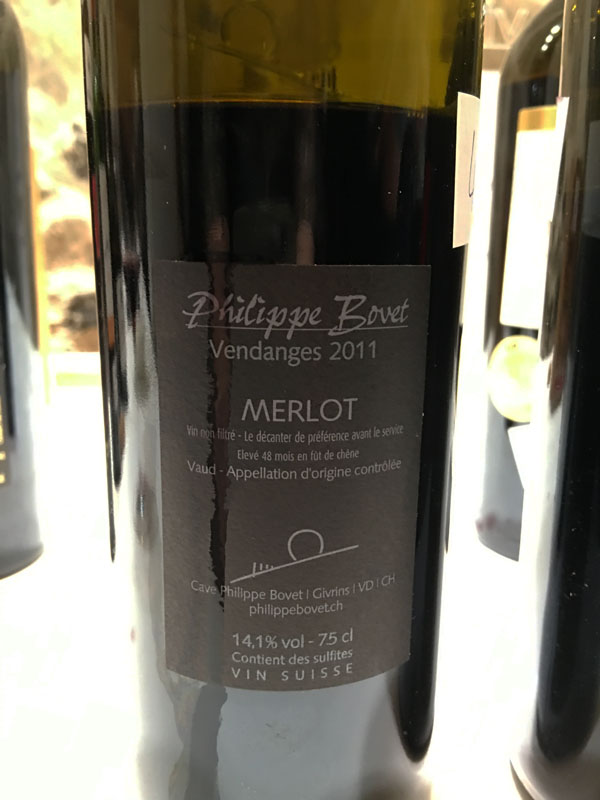 Philippe Bovet
Vendanges 2011
MERLOT
Vin non filtré - Le décanter de préférence avant le service
Elevé 48 mois en fût de chêne
Vaud - Appellation d'origine contrôlée
Cave Philippe Bovet | Givrins | VD | CH
philippebovet.ch
14,1% vol - 75 cl
Contient des sulfites
VIN SUISSE